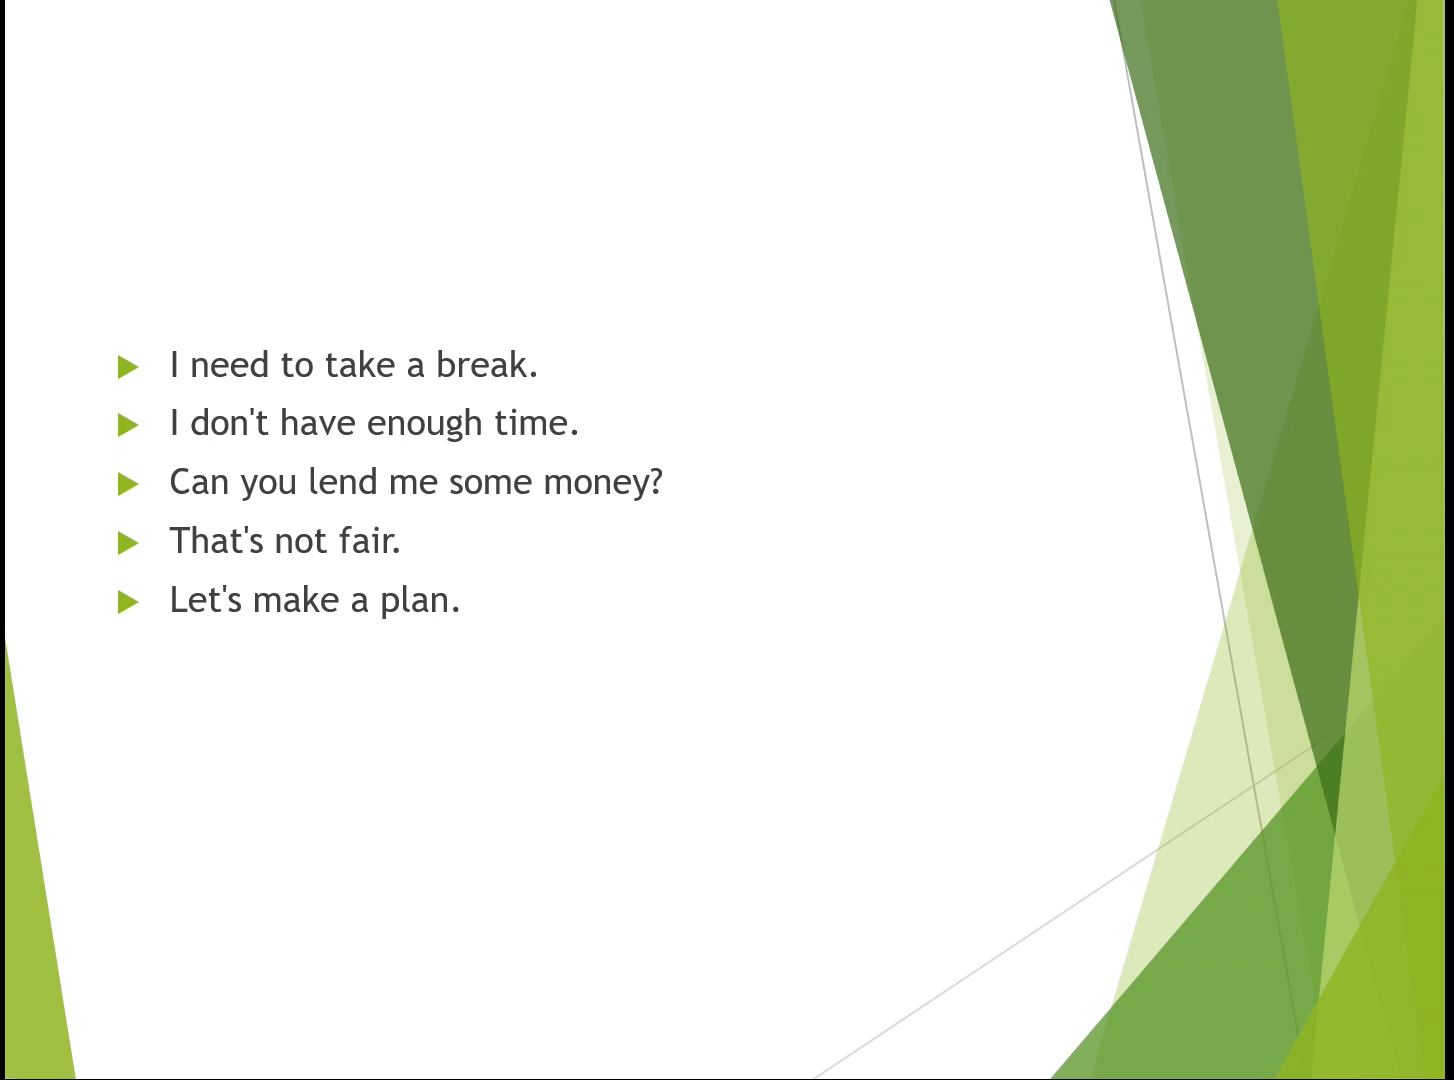 I need to take a break.
I don't have enough time.
Can you lend me some money?
That's not fair.
Let's make a plan.